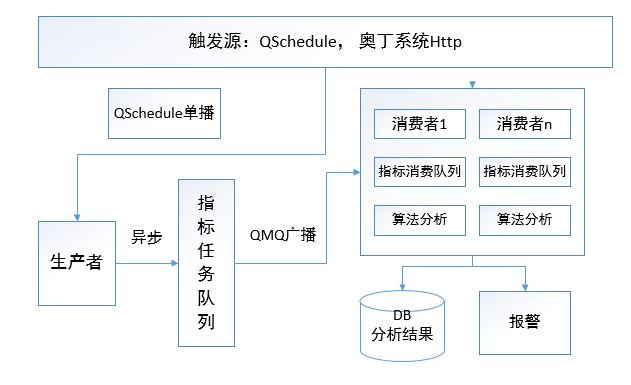 触发源：QSchedule， 奥丁系统Http
QSchedule单播
消费者1
消费者n
指标消费队列
指标消费队列
算法分析
算法分析
生产者
异步
指标任务队列
QMQ广播
DB
分析结果
报警